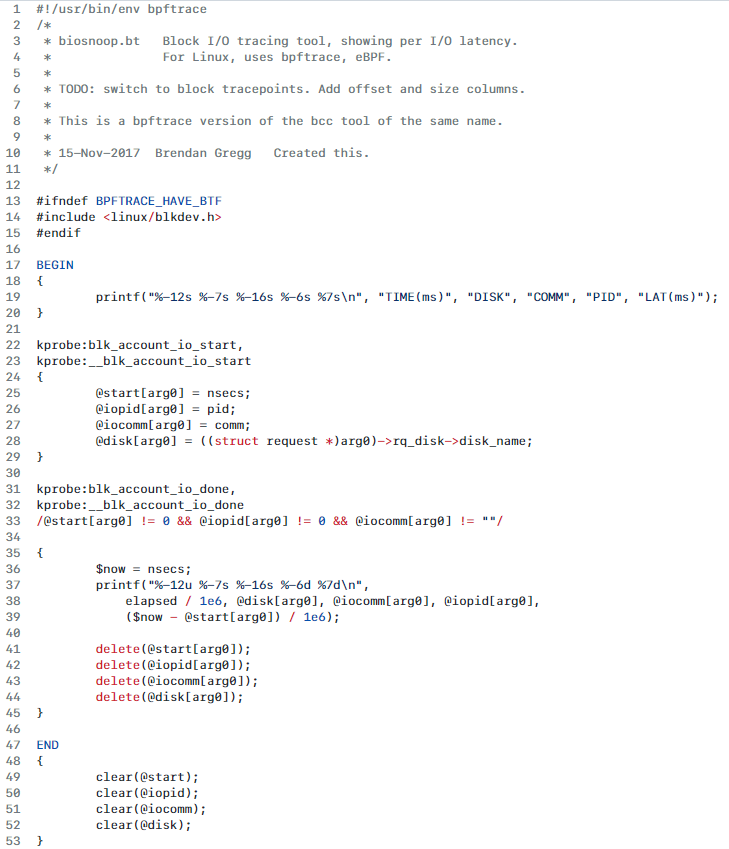 1 #!/usr/bin/env bpftrace
2 /*
3  * biosnoop.bt   Block I/O tracing tool, showing per I/O latency.
4  *               For Linux, uses bpftrace, eBPF.
5  *
6  * TODO: switch to block tracepoints. Add offset and size columns.
7  *
8  * This is a bpftrace version of the bcc tool of the same name.
9  *
10  * 15-Nov-2017  Brendan Gregg   Created this.
11  */
12
13 #ifndef BPFTRACE_HAVE_BTF
14 #include <linux/blkdev.h>
15 #endif
16
17 BEGIN
18 {
19         printf("%-12s %-7s %-16s %-6s %7s\n", "TIME(ms)", "DISK", "COMM", "PID", "LAT(ms)");
20 }
21
22 kprobe:blk_account_io_start,
23 kprobe:__blk_account_io_start
24 {
25         @start[arg0] = nsecs;
26         @iopid[arg0] = pid;
27         @iocomm[arg0] = comm;
28         @disk[arg0] = ((struct request *)arg0)->rq_disk->disk_name;
29 }
30
31 kprobe:blk_account_io_done,
32 kprobe:__blk_account_io_done
33 /@start[arg0] != 0 && @iopid[arg0] != 0 && @iocomm[arg0] != ""/
34
35 {
36         $now = nsecs;
37         printf("%-12u %-7s %-16s %-6d %7d\n",
38             elapsed / 1e6, @disk[arg0], @iocomm[arg0], @iopid[arg0],
39             ($now - @start[arg0]) / 1e6);
40
41         delete(@start[arg0]);
42         delete(@iopid[arg0]);
43         delete(@iocomm[arg0]);
44         delete(@disk[arg0]);
45 }
46
47 END
48 {
49         clear(@start);
50         clear(@iopid);
51         clear(@iocomm);
52         clear(@disk);
53 }